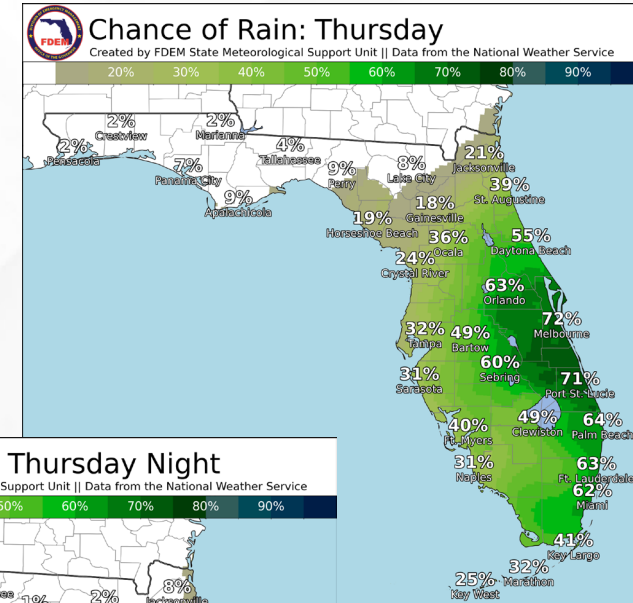 FDEM
Chance of Rain: Thursday
Created by FDEM State Meteorological Support Unit || Data from the National Weather Service
20% 30% 40% 50% 60% 70% 80% 90%
2%
Crestview
2%
Marianna
2%
Pensacola
4%
Tallahassee
21%
Jacksonville
7%
Panama City
9%
Perry
8%
Lake City
39%
St. Augustine
9%
Apalachicola
18%
Gainesville
19%
Horseshoe Beach
36%
Ocala
55%
Daytona Beach
24%
Crystal River
63%
Orlando
72%
Melbourne
32%
Tampa
49%
Bartow
60%
Sebring
31%
Sarasota
71%
Port St. Lucie
40%
Ft. Myers
49%
Clewiston
64%
Palm Beach
31%
Naples
63%
Ft. Lauderdale
62%
Miami
41%
Key Largo
32%
Marathon
25%
Key West
Thursday Night
Support Unit || Data from the National Weather Service
50% 60% 70% 80% 90%
8%
Jacksonville
ee
1%
2%